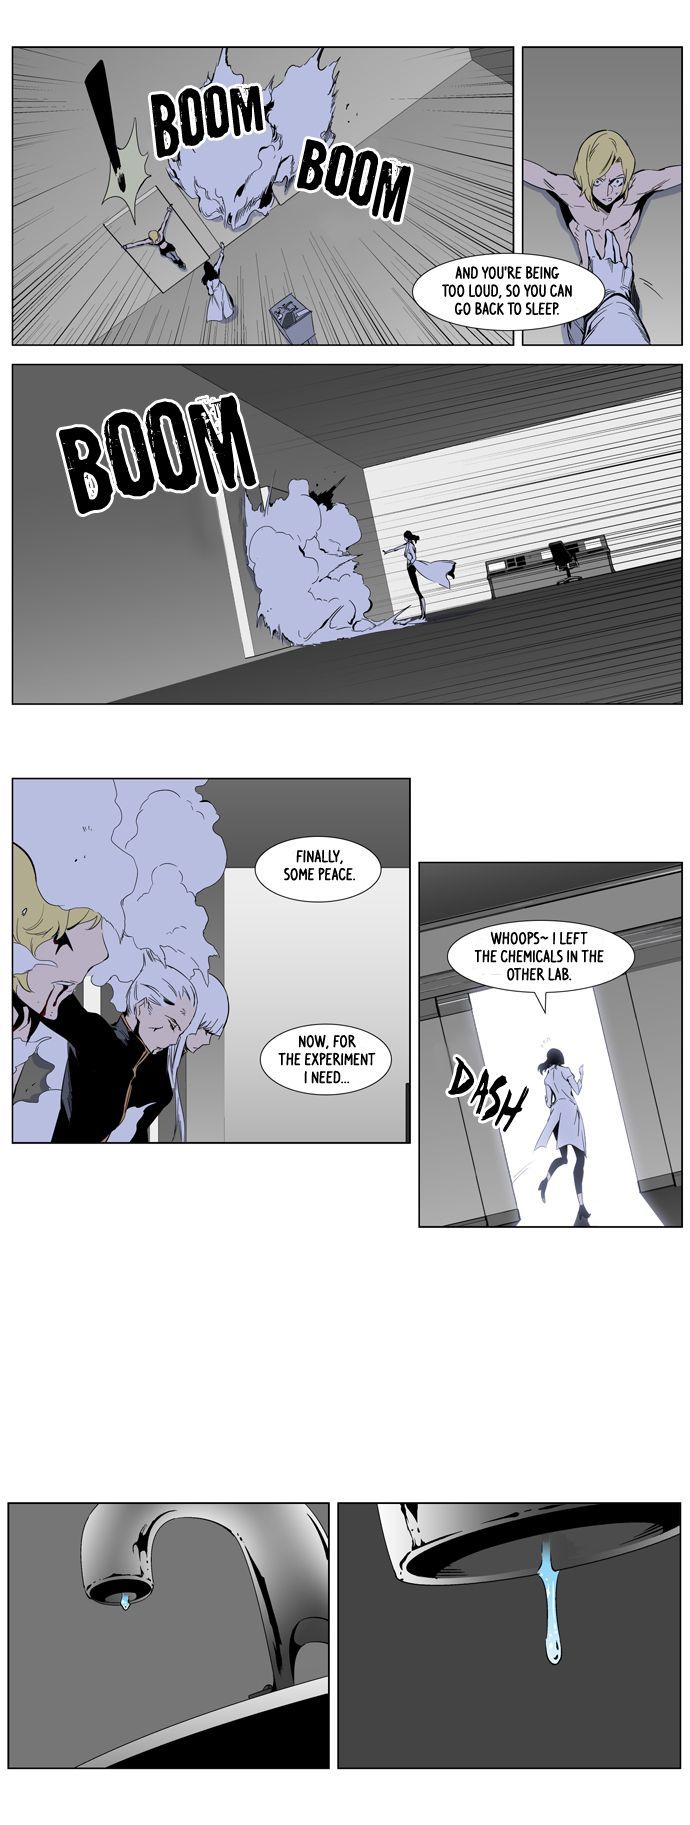 BOOM
BOOM
AND YOU'RE BEING
TOO LOUD, SO YOU CAN
GO BACK TO SLEEP.
BOOM
FINALLY,
SOME PEACE.
NOW, FOR
THE EXPERIMENT
I NEED...
WHOOPS~ I LEFT
THE CHEMICALS IN THE
OTHER LAB.
DASH